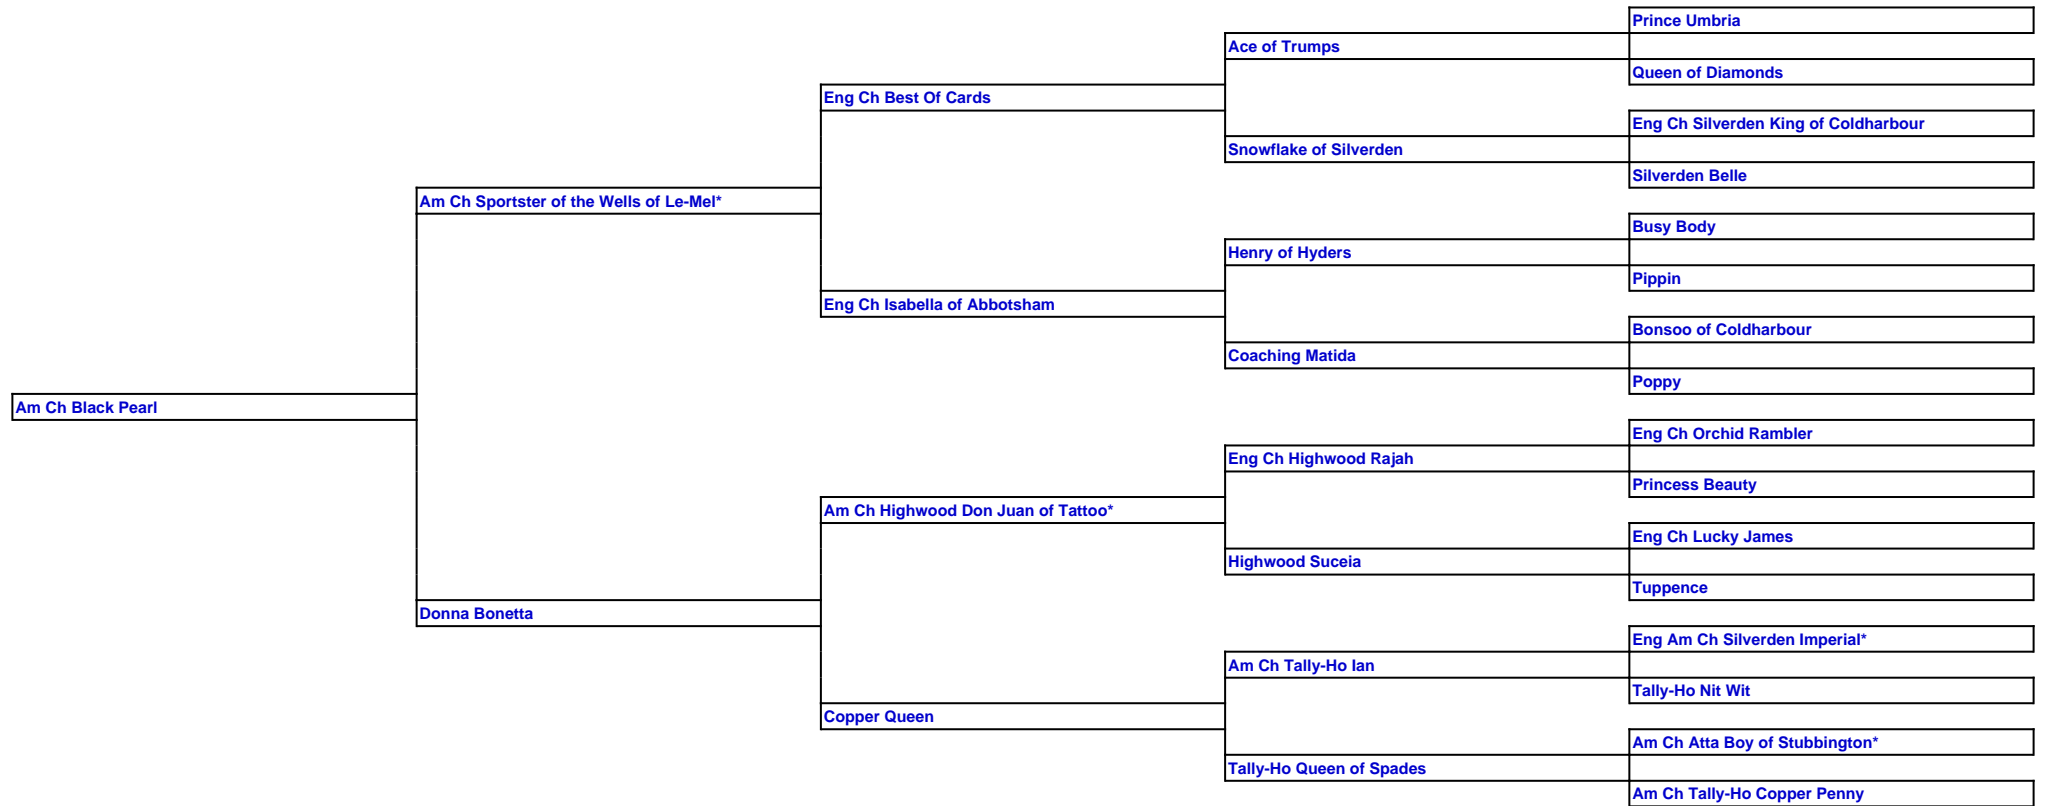 Prince Umbria
Ace of Trumps
Queen of Diamonds
Eng Ch Best Of Cards
Eng Ch Silverden King of Coldharbour
Snowflake of Silverden
Silverden Belle
Am Ch Sportster of the Wells of Le-Mel*
Busy Body
Henry of Hyders
Pippin
Eng Ch Isabella of Abbotsham
Bonsoo of Coldharbour
Coaching Matida
Poppy
Am Ch Black Pearl
Eng Ch Orchid Rambler
Eng Ch Highwood Rajah
Princess Beauty
Am Ch Highwood Don Juan of Tattoo*
Eng Ch Lucky James
Highwood Suceia
Tuppence
Donna Bonetta
Eng Am Ch Silverden Imperial*
Am Ch Tally-Ho Ian
Tally-Ho Nit Wit
Copper Queen
Am Ch Atta Boy of Stubbington*
Tally-Ho Queen of Spades
Am Ch Tally-Ho Copper Penny